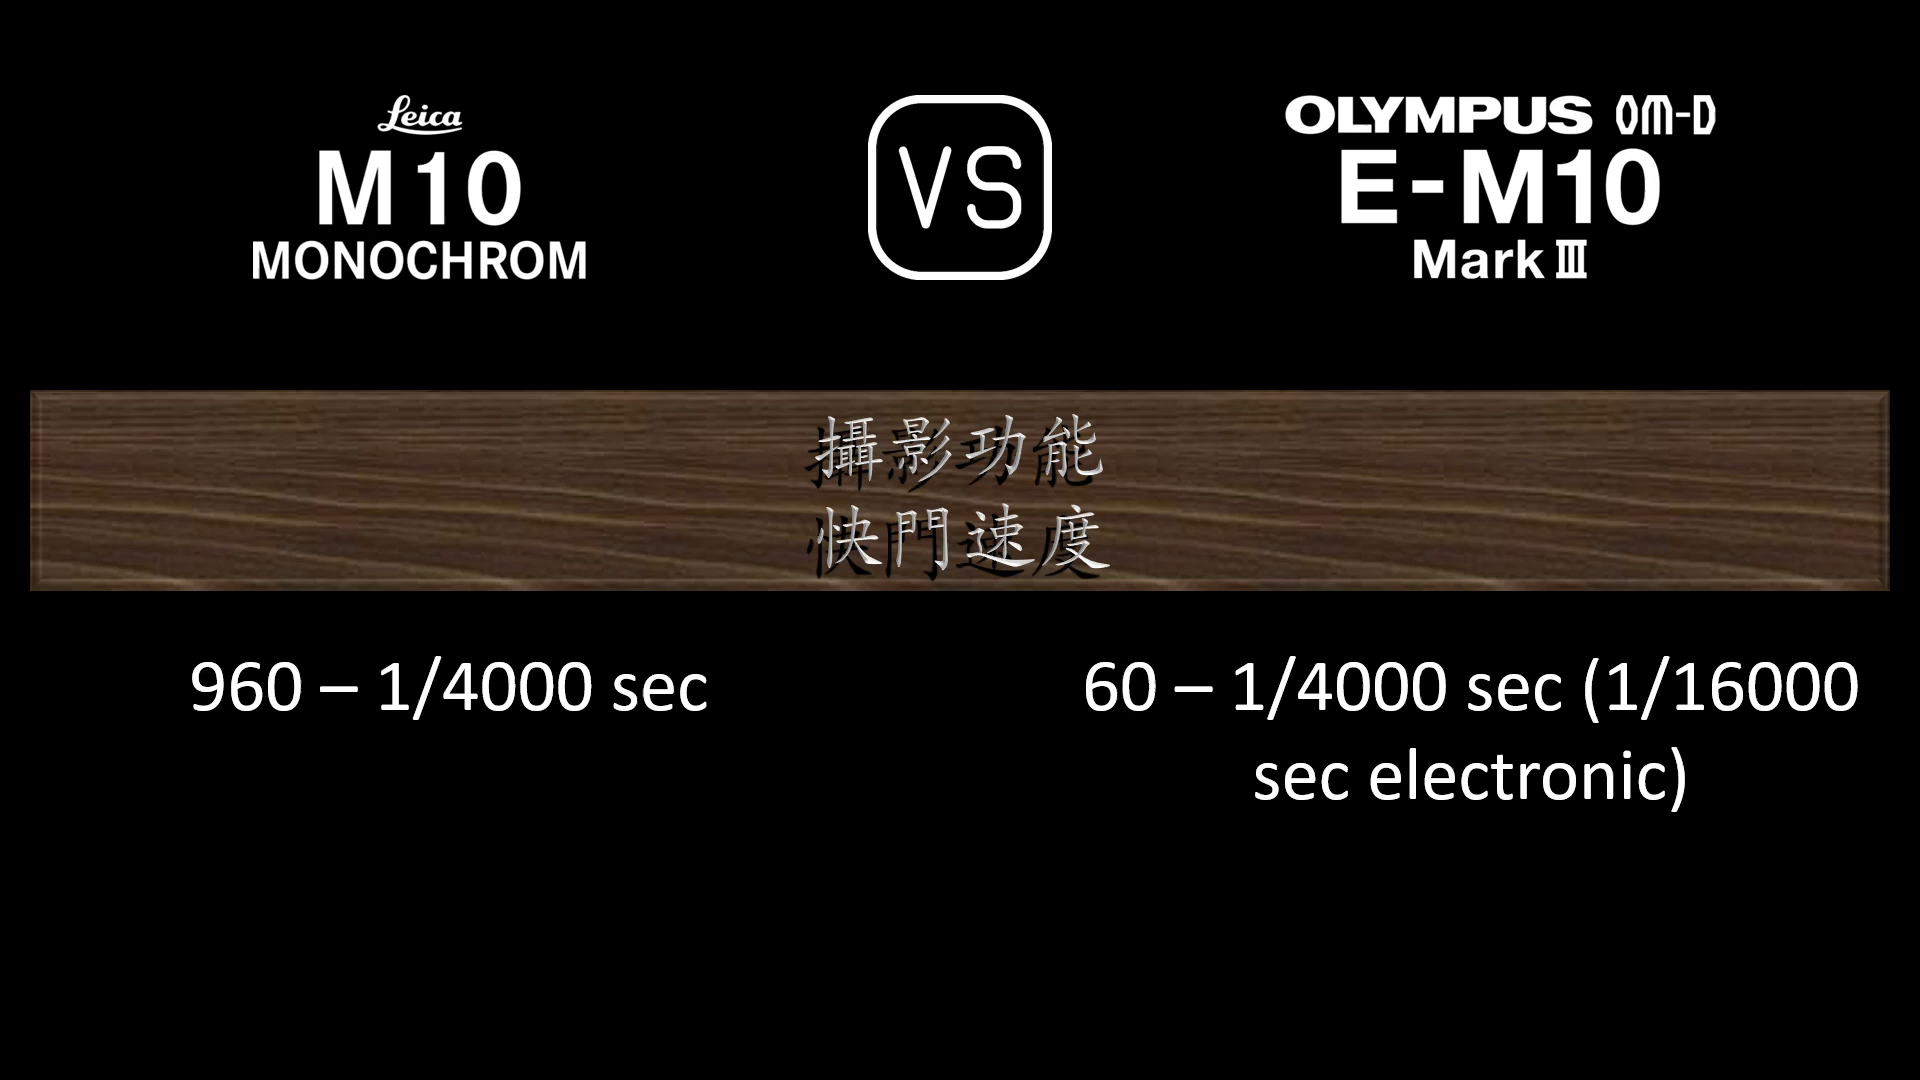 Leica
M10
MONOCHROM
VS
OLYMPUS OM-D
E-M10
Mark III
攝影功能
快門速度
960 – 1/4000 sec
60 – 1/4000 sec (1/16000
sec electronic)